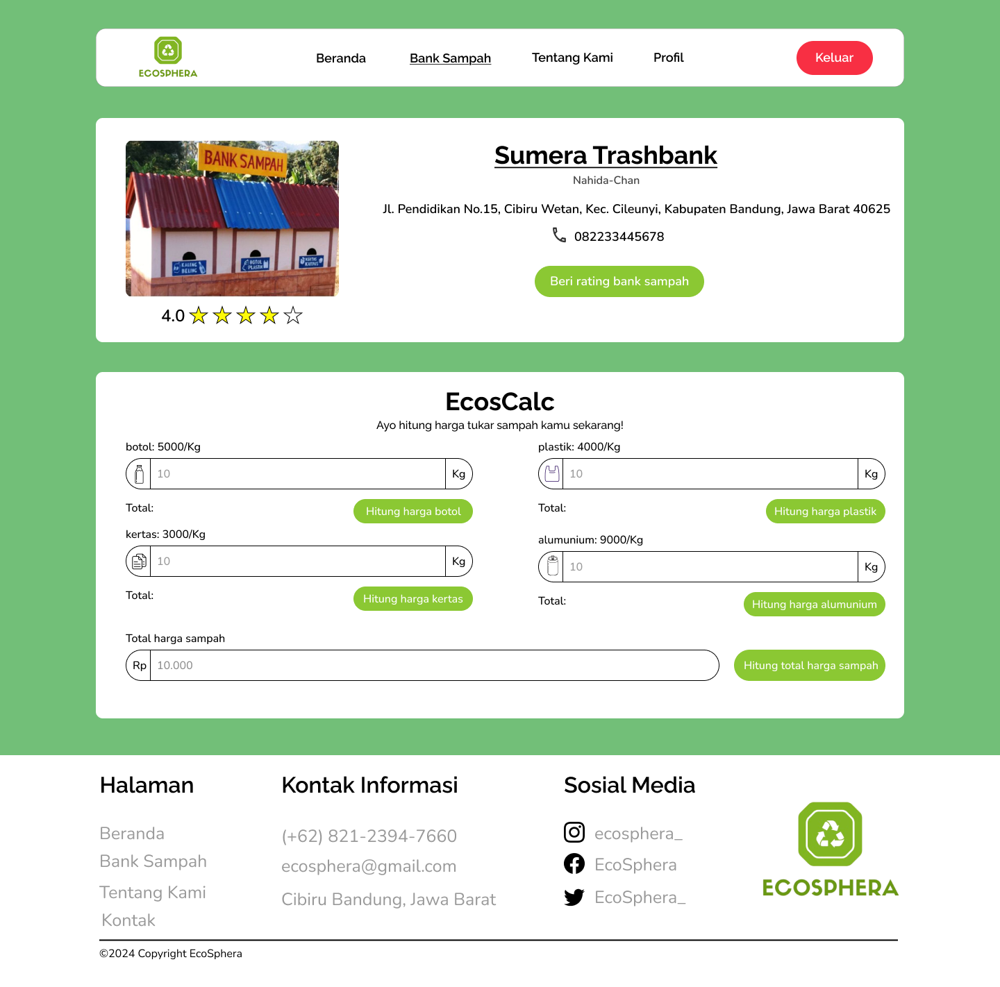 ECOSPHERA
Beranda
Bank Sampah
Tentang Kami
Profil
Keluar
BANK SAMPAH
KALENG
BELING
BOTOL
PLASTIK
KERTAS
Sumera Trashbank
Nahida-Chan
Jl. Pendidikan No.15, Cibiru Wetan, Kec. Cileunyi, Kabupaten Bandung, Jawa Barat 40625
082233445678
Beri rating bank sampah
4.0
EcosCalc
Ayo hitung harga tukar sampah kamu sekarang!
botol: 5000/Kg
10
Kg
Total:
Hitung harga botol
plastik: 4000/Kg
10
Kg
Total:
Hitung harga plastik
kertas: 3000/Kg
10
Kg
Total:
Hitung harga kertas
alumunium: 9000/Kg
10
Kg
Total:
Hitung harga alumunium
Total harga sampah
Rp
10.000
Hitung total harga sampah
Halaman
Beranda
Bank Sampah
Tentang Kami
Kontak
Kontak Informasi
(+62) 821-2394-7660
ecosphera@gmail.com
Cibiru Bandung, Jawa Barat
Sosial Media
ecosphera_
EcoSphera
EcoSphera_
ECOSPHERA
©2024 Copyright EcoSphera